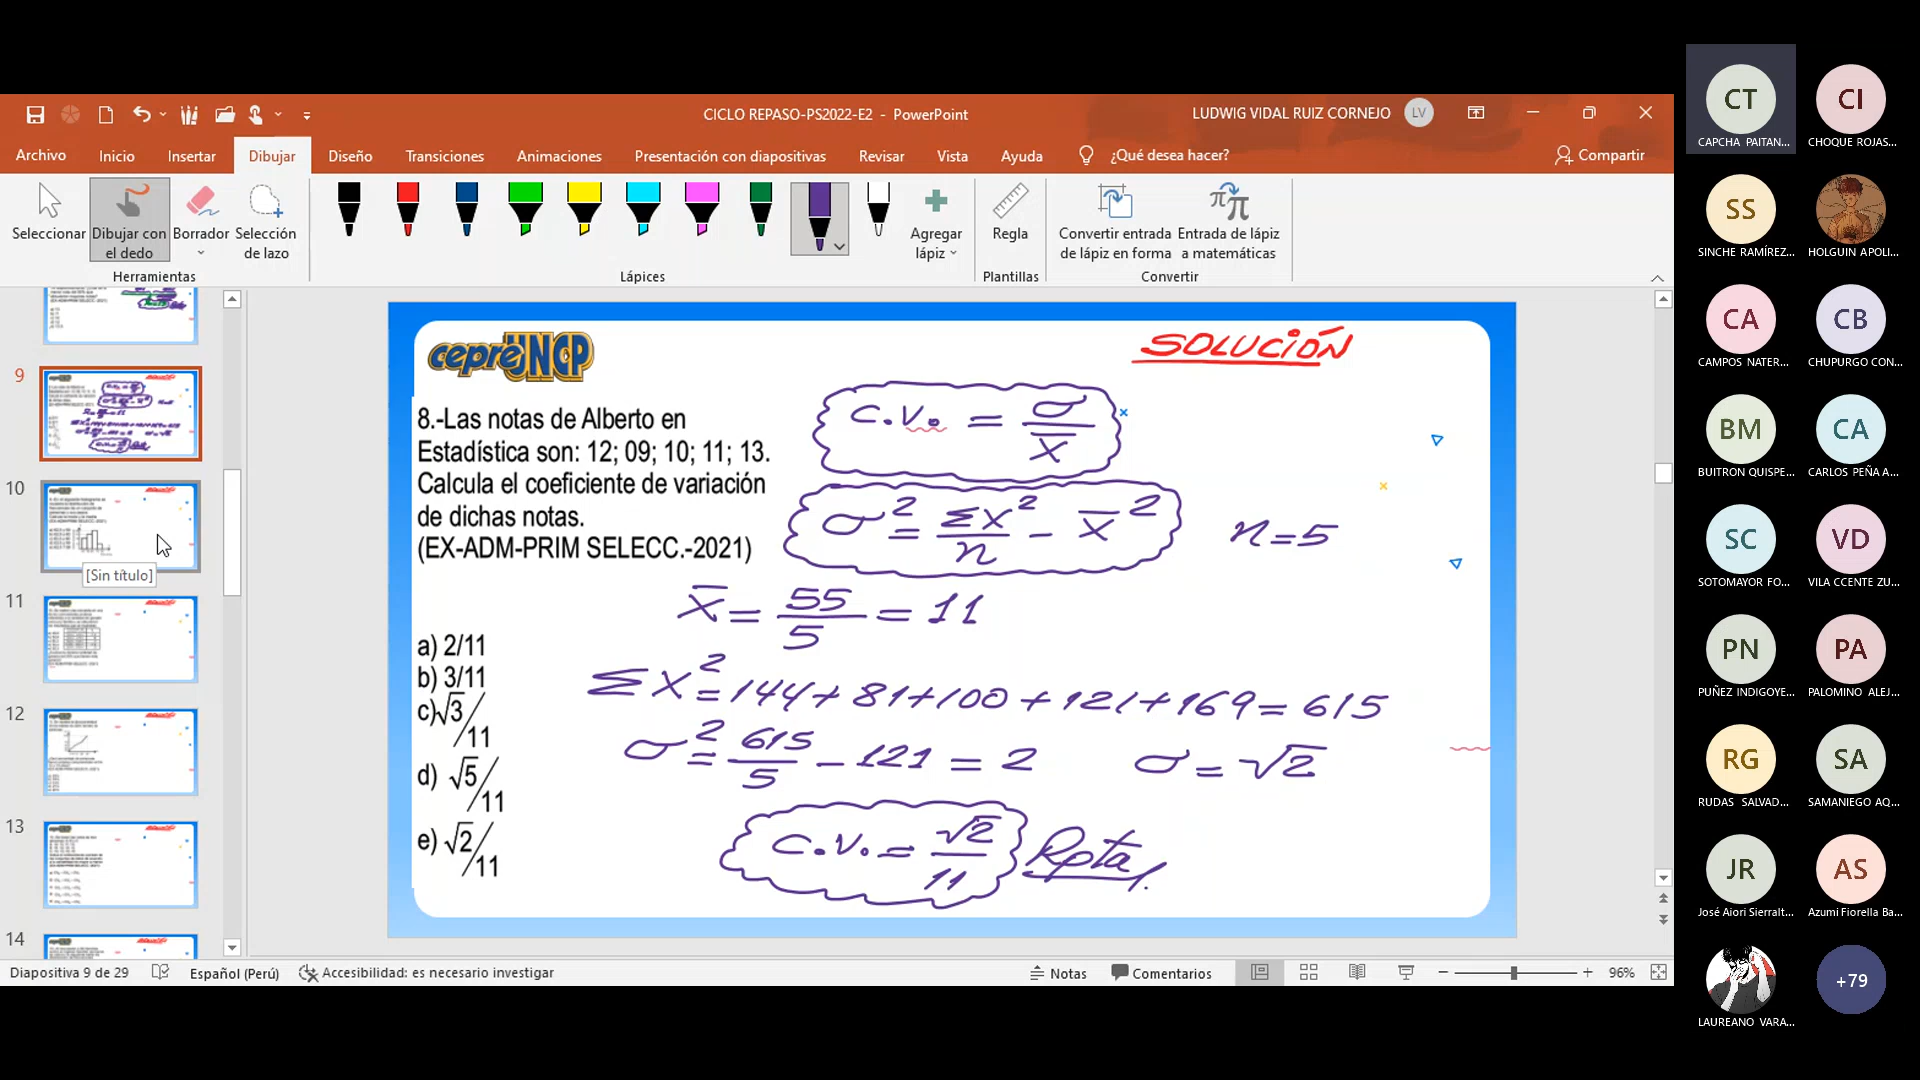 CICLO REPASO-PS2022-E2 - PowerPoint
LUDWIG VIDAL RUIZ CORNEJO
LV
Archivo
Inicio
Insertar
Dibujar
Diseño
Transiciones
Animaciones
Presentación con diapositivas
Revisar
Vista
Ayuda
¿Qué desea hacer?
Compartir
Seleccionar
Dibujar con el dedo
Borrador
Selección de lazo
Agregar lápiz
Regla
Convertir entrada de lápiz en forma
Entrada de lápiz a matemáticas
Herramientas
Lápices
Plantillas
Convertir
9
10
[Sin título]
11
12
13
14
cepreUNCP
SOLUCIÓN
8.-Las notas de Alberto en
Estadística son: 12; 09; 10; 11; 13.
Calcula el coeficiente de variación
de dichas notas.
(EX-ADM-PRIM SELECC.-2021)
a) 2/11
b) 3/11
c)√3/11
d) √5/11
e) √2/11
C.V. = σ/x̄
σ² = Σx²/n - x̄²
n=5
x̄ = 55/5 = 11
Σx² = 144+81+100+121+169=615
σ² = 615/5 - 121 = 2
σ = √2
C.V. = √2/11 Rpta.
Diapositiva 9 de 29
Español (Perú)
Accesibilidad: es necesario investigar
Notas
Comentarios
96%
CT
CAPCHA PAITAN...
CI
CHOQUE ROJAS...
SS
SINCHE RAMÍREZ...
HOLGUIN APOLI...
CA
CAMPOS NATER...
CB
CHUPURGO CON...
BM
BUITRON QUISPE...
CA
CARLOS PEÑA A...
SC
SOTOMAYOR FO...
VD
VILA CCENTE ZU...
PN
PUÑEZ INDIGOYE...
PA
PALOMINO ALEJ...
RG
RUDAS SALVAD...
SA
SAMANIEGO AQ...
JR
José Aiori Sierralt...
AS
Azumi Fiorella Ba...
LAUREANO VARA...
+79